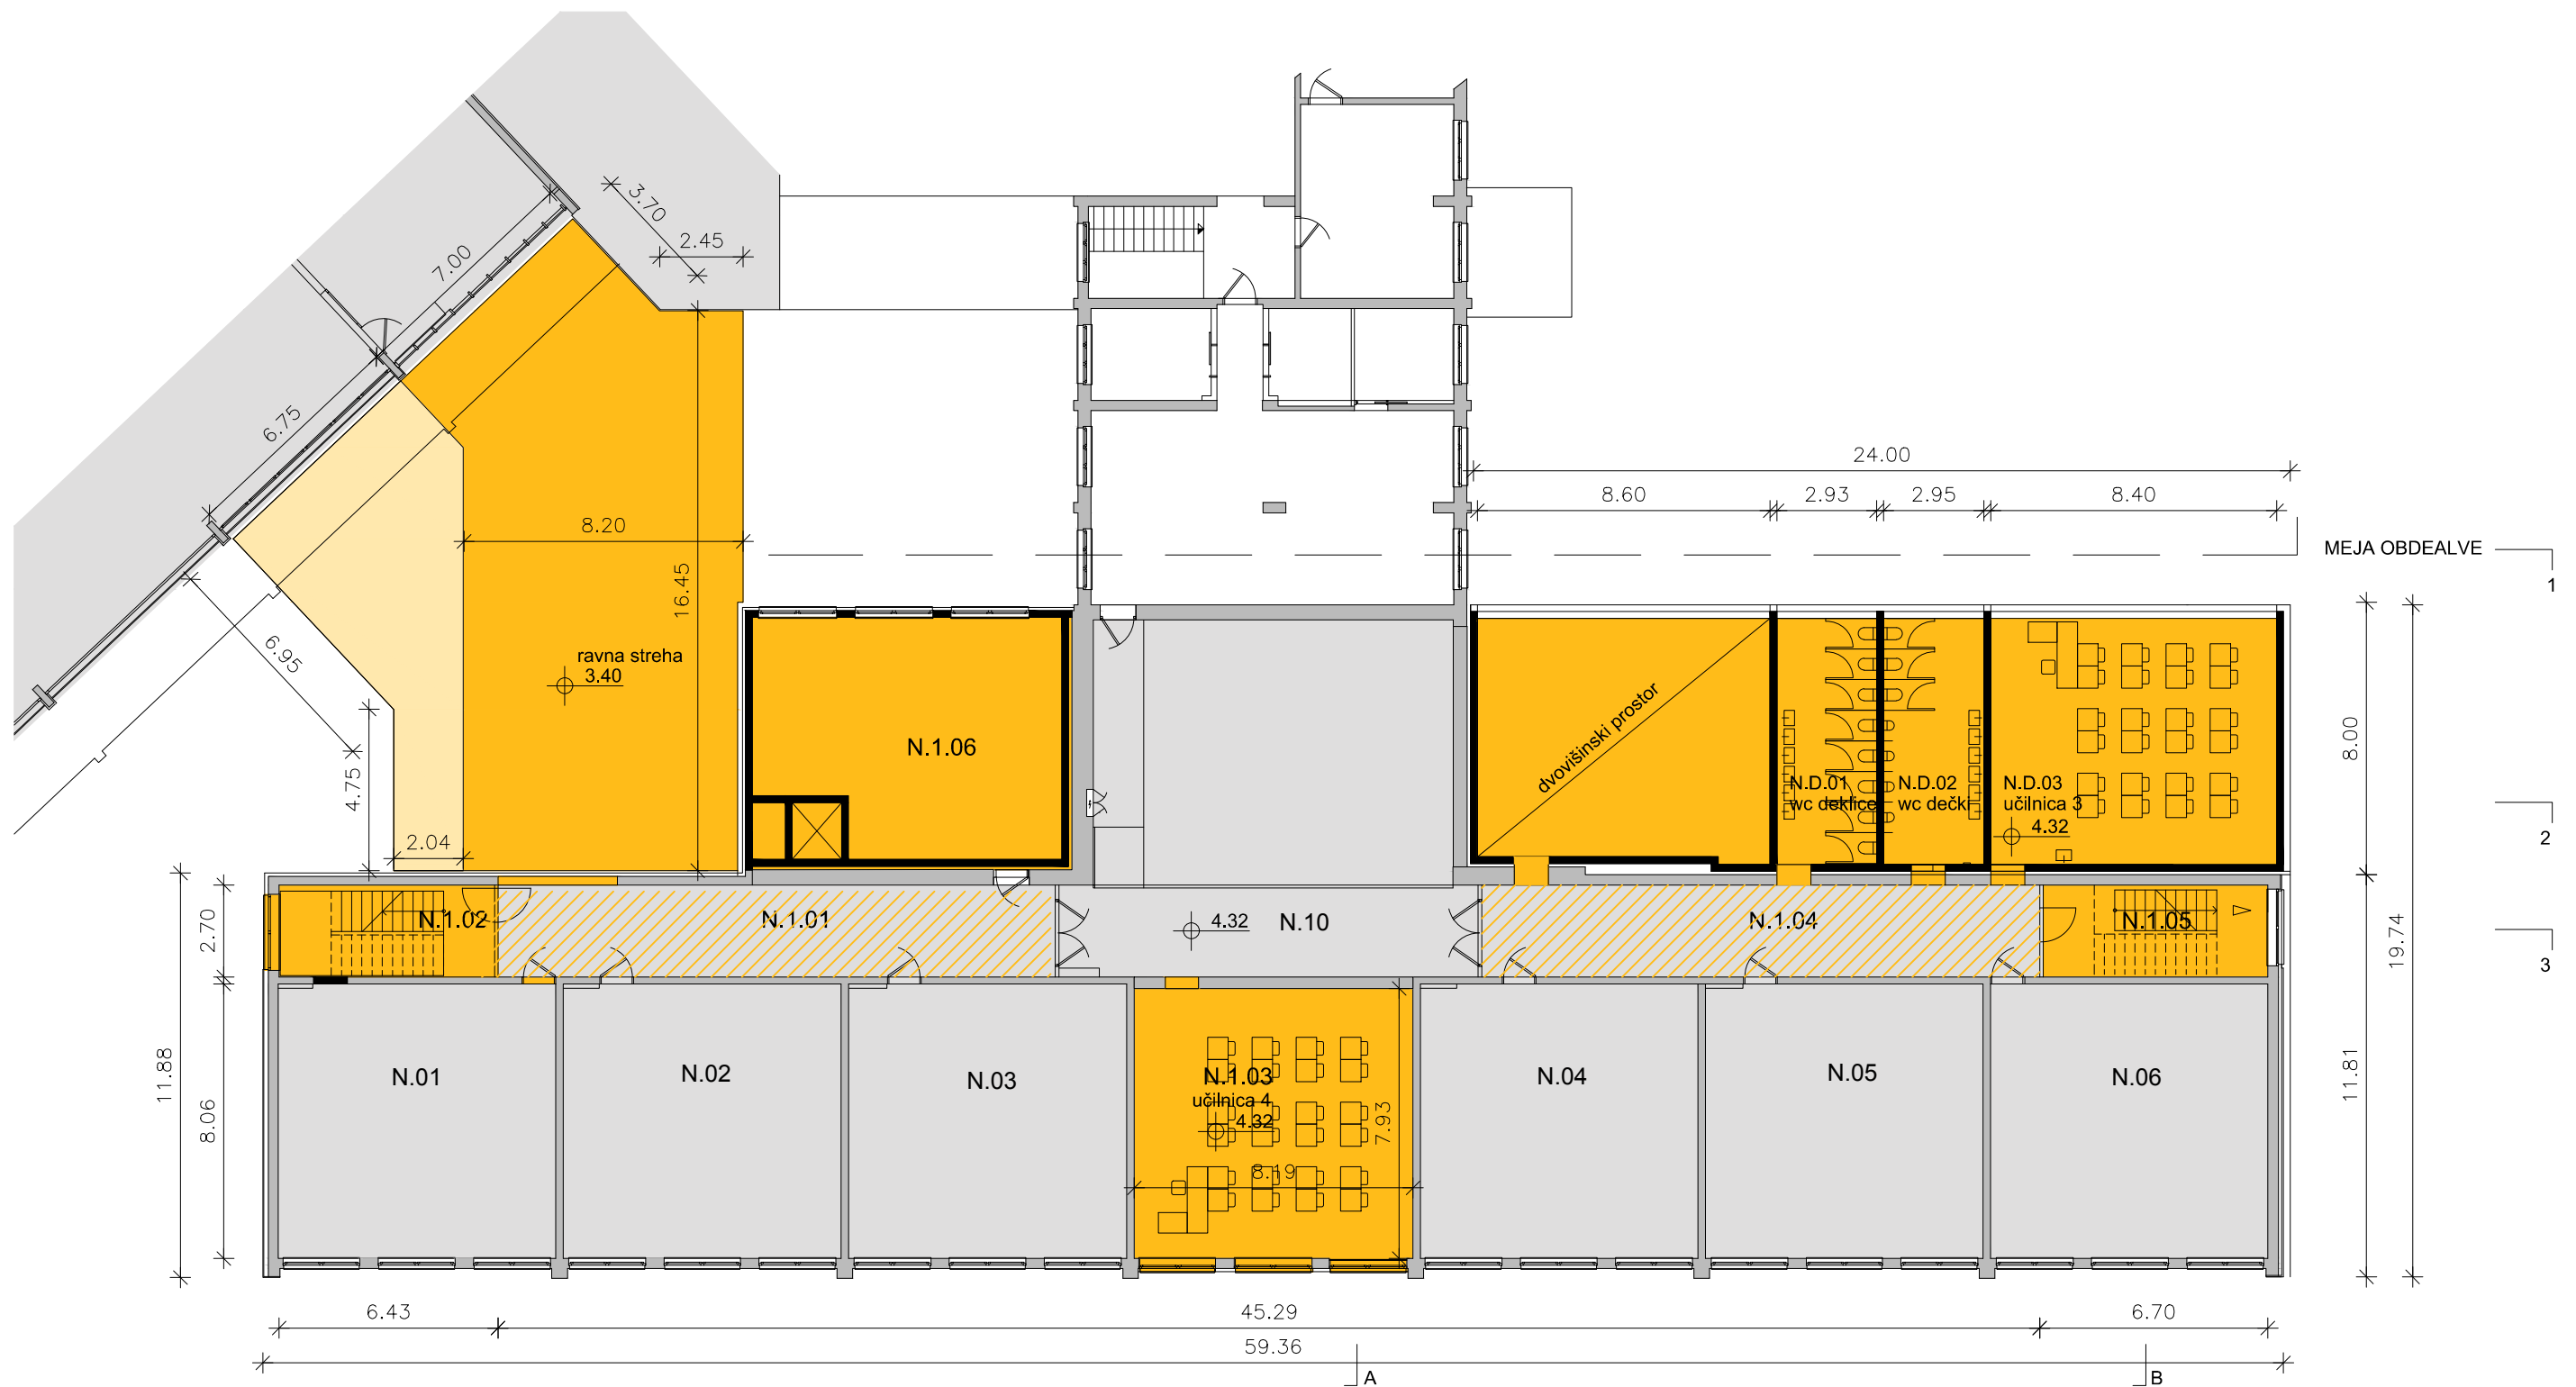 3.70
2.45
7.00
6.75
24.00
8.60
2.93
2.95
8.40
8.20
MEJA OBDEALVE
1
16.45
6.95
ravna streha
3.40
dvovišinski prostor
8.00
19.74
N.1.06
4.75
N.D.01
wc deklice
N.D.02
wc dečki
N.D.03
učilnica 3
4.32
2
2.04
2.70
N.1.02
N.1.01
4.32
N.10
N.1.04
N.1.05
3
11.88
8.06
N.01
N.02
N.03
N.1.03
učilnica 4
4.32
7.93
8.19
N.04
N.05
N.06
11.81
6.43
45.29
6.70
59.36
A
B